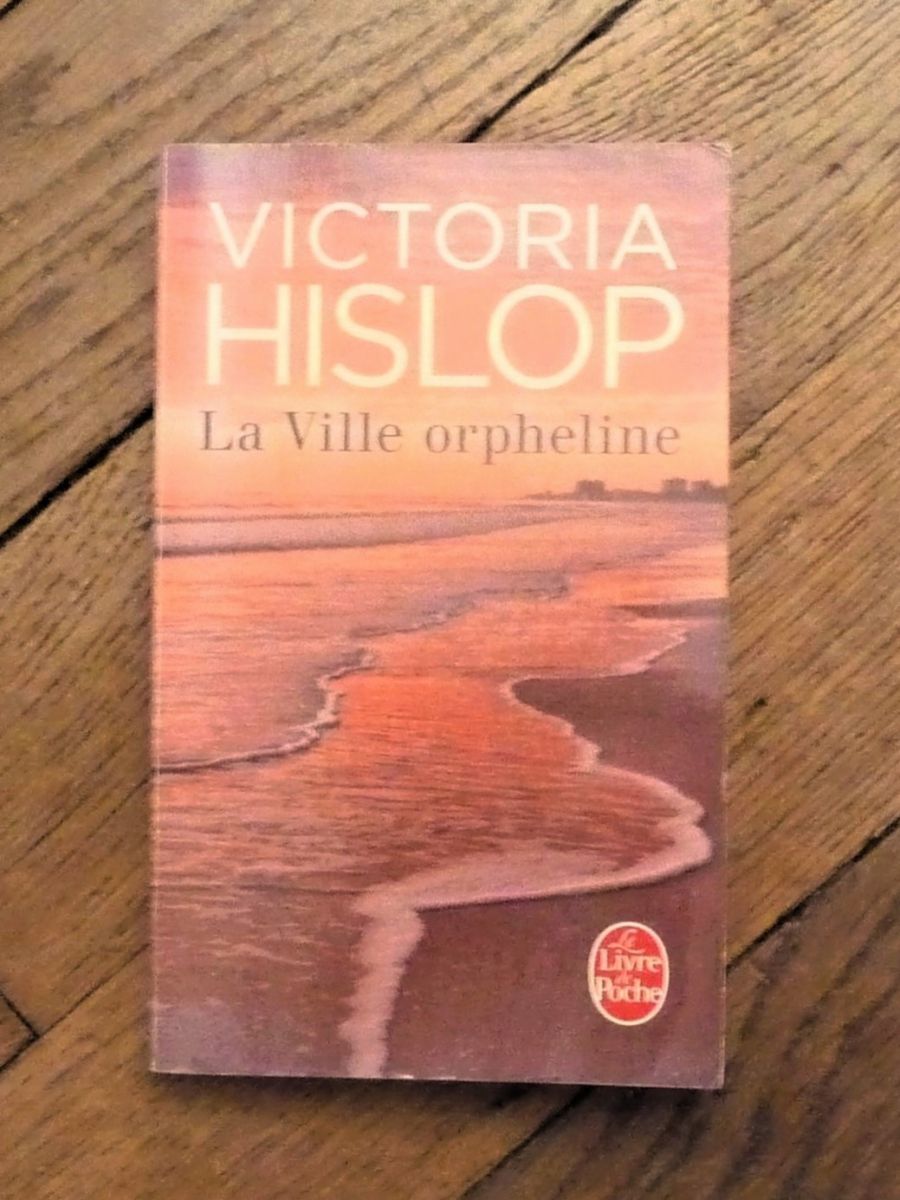 VICTORIA
HISLOP
La Ville orpheline
Le
Livre
de
Poche